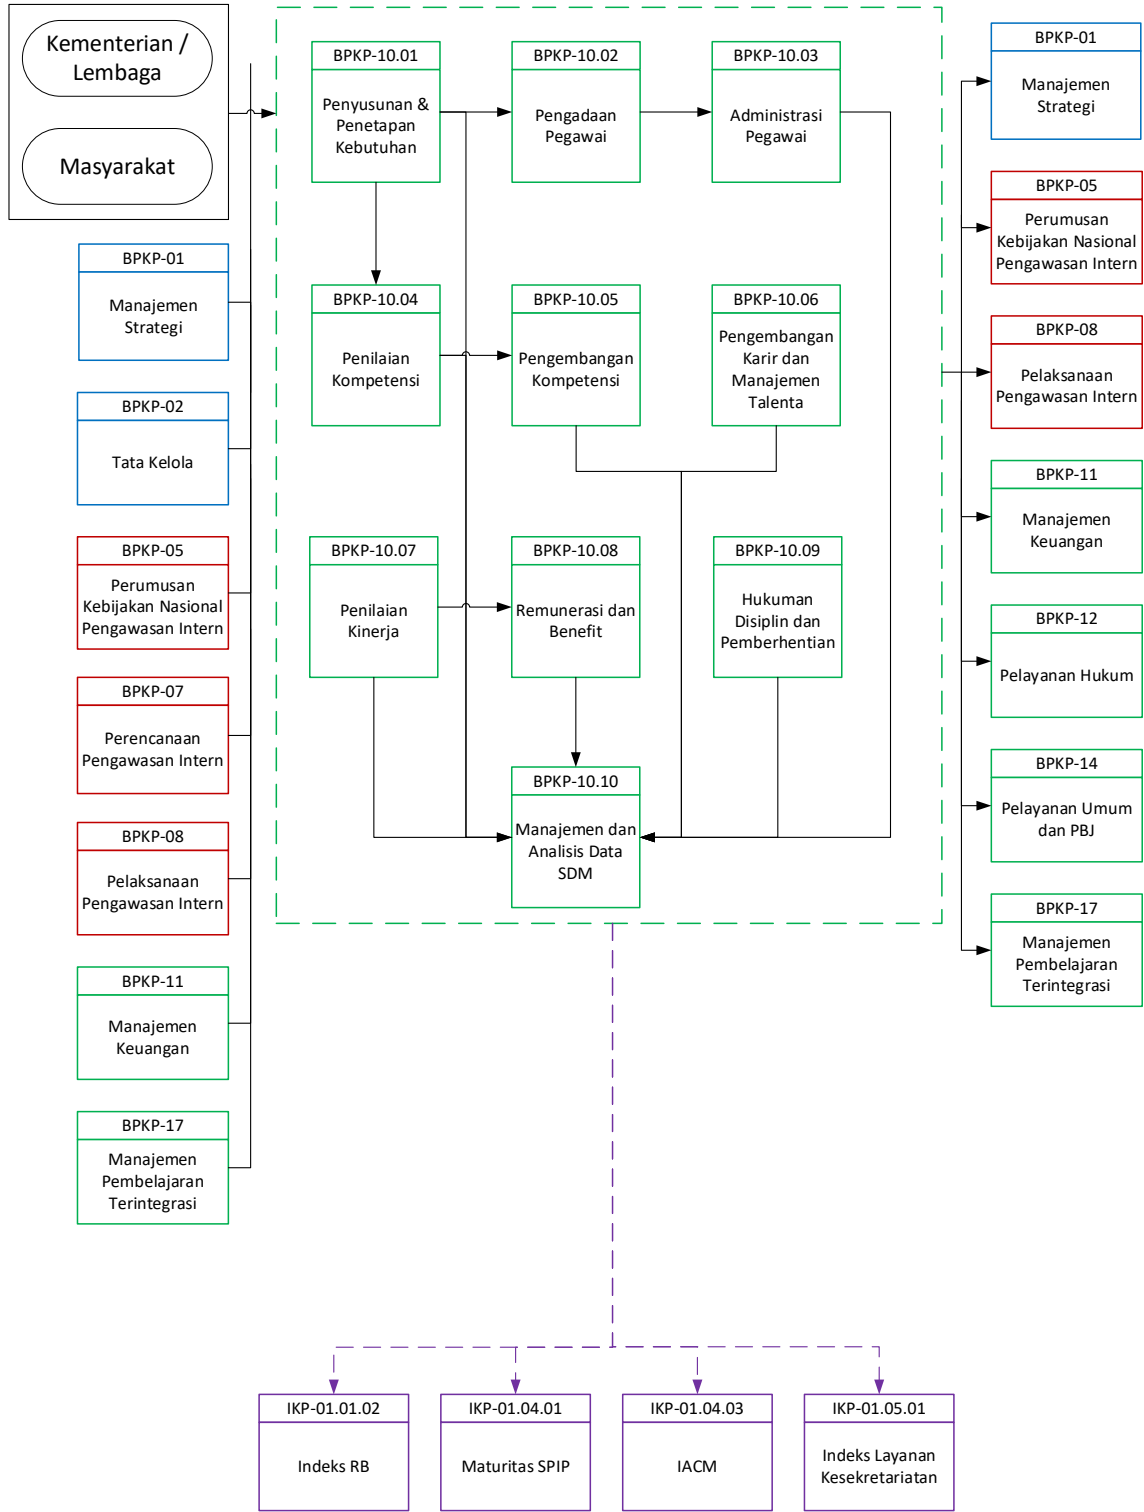 Kementerian /
Lembaga
Masyarakat
BPKP-01
Manajemen
Strategi
BPKP-02
Tata Kelola
BPKP-05
Perumusan
Kebijakan Nasional
Pengawasan Intern
BPKP-07
Perencanaan
Pengawasan Intern
BPKP-08
Pelaksanaan
Pengawasan Intern
BPKP-11
Manajemen
Keuangan
BPKP-17
Manajemen
Pembelajaran
Terintegrasi
BPKP-10.01
Penyusunan &
Penetapan
Kebutuhan
BPKP-10.02
Pengadaan
Pegawai
BPKP-10.03
Administrasi
Pegawai
BPKP-10.04
Penilaian
Kompetensi
BPKP-10.05
Pengembangan
Kompetensi
BPKP-10.06
Pengembangan
Karir dan
Manajemen
Talenta
BPKP-10.07
Penilaian
Kinerja
BPKP-10.08
Remunerasi dan
Benefit
BPKP-10.09
Hukuman
Disiplin dan
Pemberhentian
BPKP-10.10
Manajemen dan
Analisis Data
SDM
BPKP-01
Manajemen
Strategi
BPKP-05
Perumusan
Kebijakan Nasional
Pengawasan Intern
BPKP-08
Pelaksanaan
Pengawasan Intern
BPKP-11
Manajemen
Keuangan
BPKP-12
Pelayanan Hukum
BPKP-14
Pelayanan Umum
dan PBJ
BPKP-17
Manajemen
Pembelajaran
Terintegrasi
IKP-01.01.02
Indeks RB
IKP-01.04.01
Maturitas SPIP
IKP-01.04.03
IACM
IKP-01.05.01
Indeks Layanan
Kesekretariatan